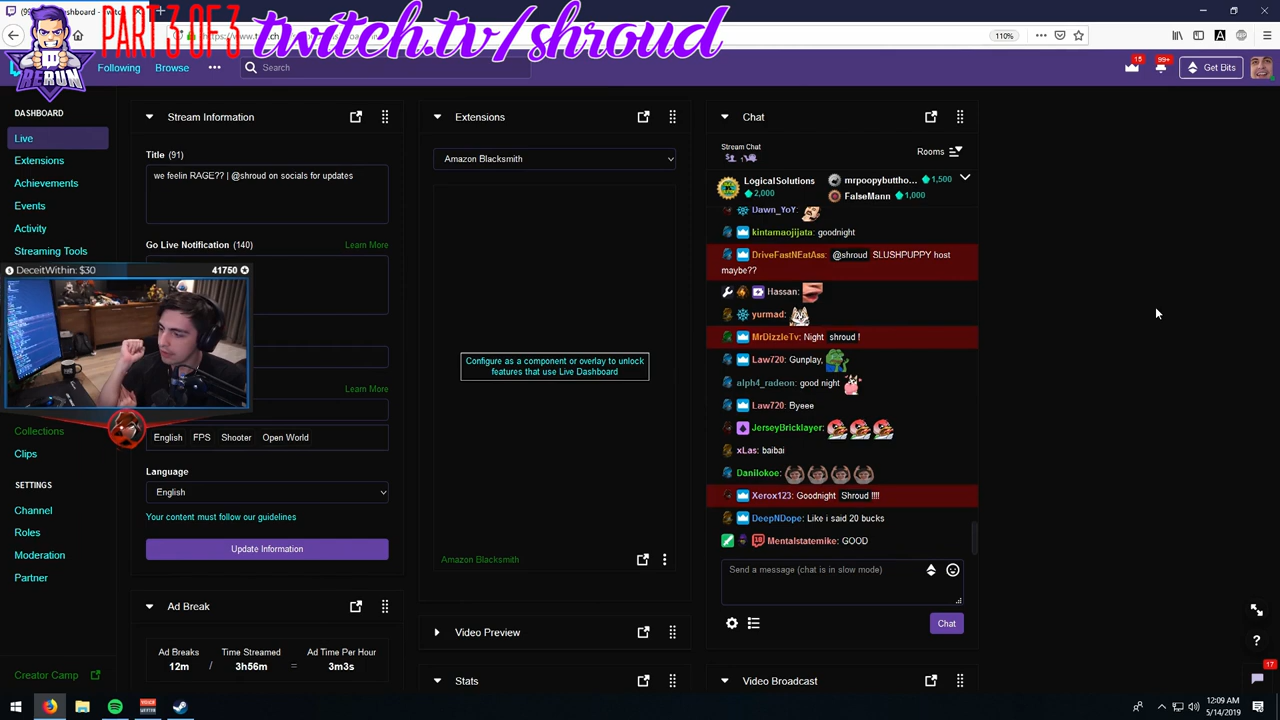 PART 3 OF 3
twitch.tv/shroud
RERUN
110%
Following
Browse
Search
15
99+
Get Bits
DASHBOARD
Live
Extensions
Achievements
Events
Activity
Streaming Tools
DeceitWithin: $30
41750
Collections
Clips
SETTINGS
Channel
Roles
Moderation
Partner
Creator Camp
Stream Information
Title (91)
we feelin RAGE?? | @shroud on socials for updates
Go Live Notification (140)
Learn More
Learn More
English FPS Shooter Open World
Language
English
Your content must follow our guidelines
Update Information
Ad Break
Ad Breaks
12m
/
Time Streamed
3h56m
=
Ad Time Per Hour
3m3s
Extensions
Amazon Blacksmith
Configure as a component or overlay to unlock
features that use Live Dashboard
Amazon Blacksmith
Video Preview
Stats
Chat
Stream Chat
Rooms
LogicalSolutions
2,000
mrpoopybuttho... 1,500
FalseMann 1,000
Dawn_YoY:
kintamaojijata: goodnight
DriveFastNEatAss: @shroud SLUSHPUPPY host
maybe??
Hassan:
yurmad:
MrDizzleTv: Night shroud !
Law720: Gunplay,
alph4_radeon: good night
Law720: Byeee
JerseyBricklayer:
xLas: baibai
Danilokoe:
Xerox123: Goodnight Shroud !!!!
DeepNDope: Like i said 20 bucks
Mentalstatemike: GOOD
Send a message (chat is in slow mode)
Chat
Video Broadcast
17
12:09 AM
5/14/2019